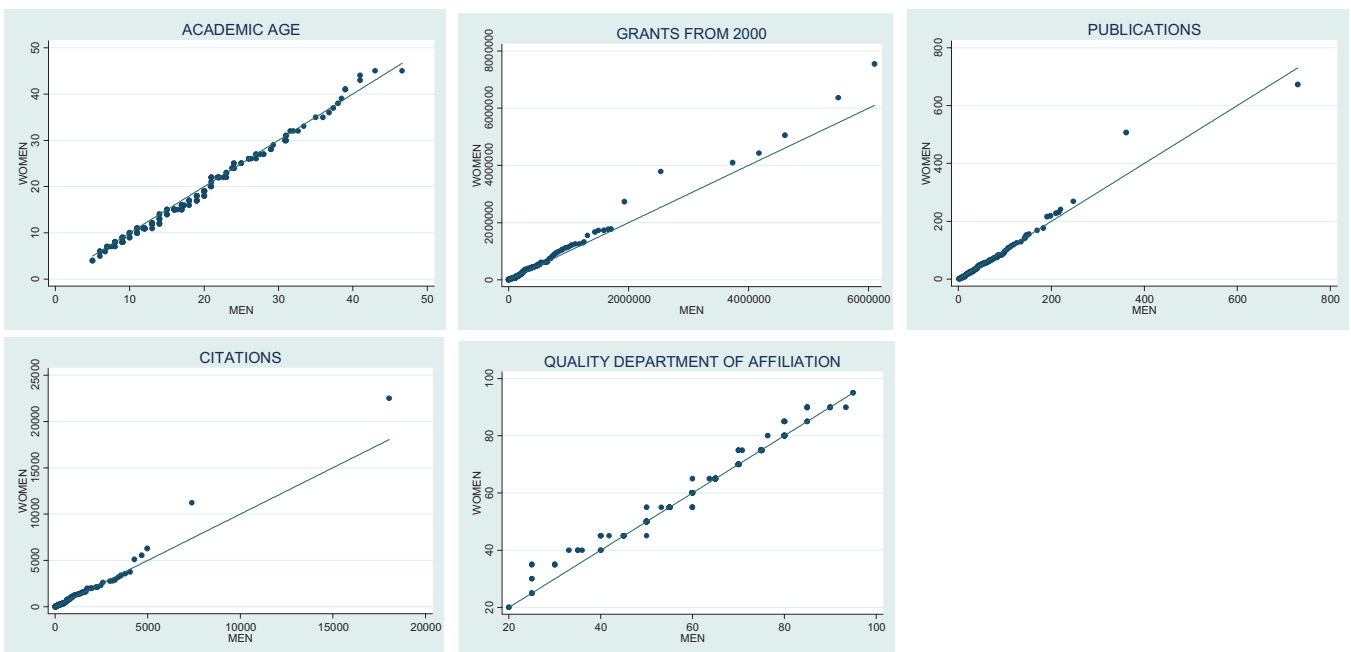 ACADEMIC AGE
WOMEN
50
40
30
20
10
0
0 10 20 30 40 50
MEN
GRANTS FROM 2000
WOMEN
8000000
6000000
4000000
2000000
0
0 2000000 4000000 6000000
MEN
PUBLICATIONS
WOMEN
800
600
400
200
0
0 200 400 600 800
MEN
CITATIONS
WOMEN
25000
20000
15000
10000
5000
0
0 5000 10000 15000 20000
MEN
QUALITY DEPARTMENT OF AFFILIATION
WOMEN
100
80
60
40
20
20 40 60 80 100
MEN